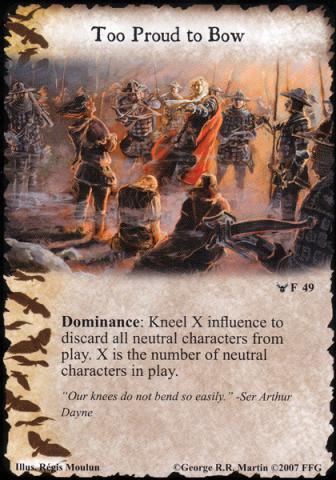 Too Proud to Bow
F 49
Dominance: Kneel X influence to
discard all neutral characters from
play. X is the number of neutral
characters in play.
"Our knees do not bend so easily." -Ser Arthur
Dayne
Illus. Régis Moulun ©George R.R. Martin ©2007 FFG